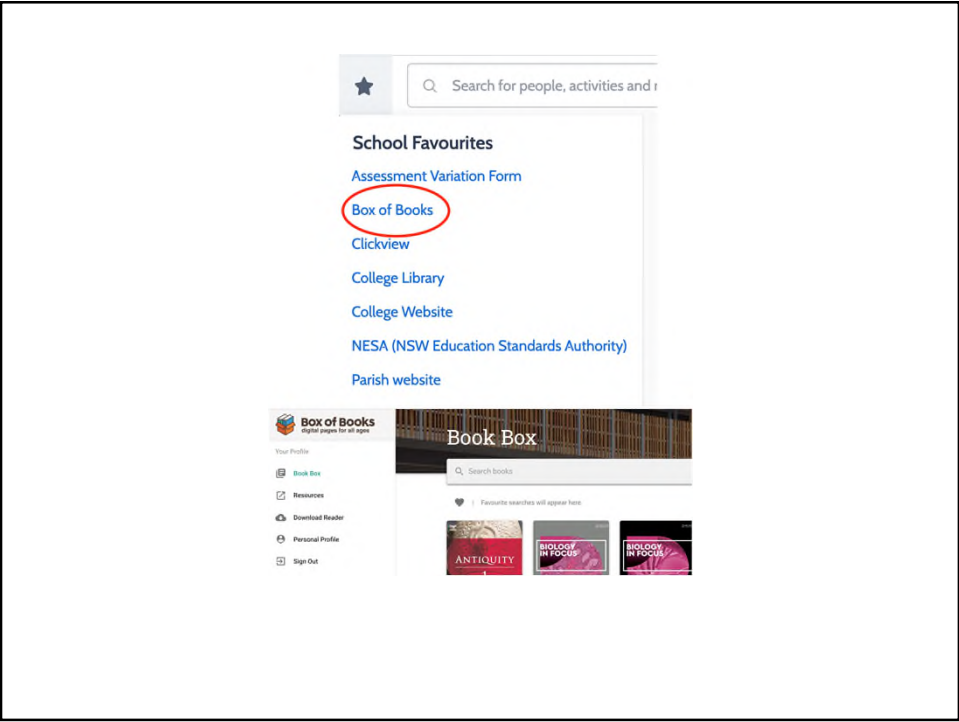 Search for people, activities and
School Favourites
Assessment Variation Form
Box of Books
Clickview
College Library
College Website
NESA (NSW Education Standards Authority)
Parish website
Box of Books
digital pages for all ages
Your Profile
Book Box
Resources
Download Reader
Personal Profile
Sign Out
Book Box
Search books
Favourite searches will appear here.
ANTIQUITY
1
BIOLOGY
IN FOCUS
BIOLOGY
IN FOCUS